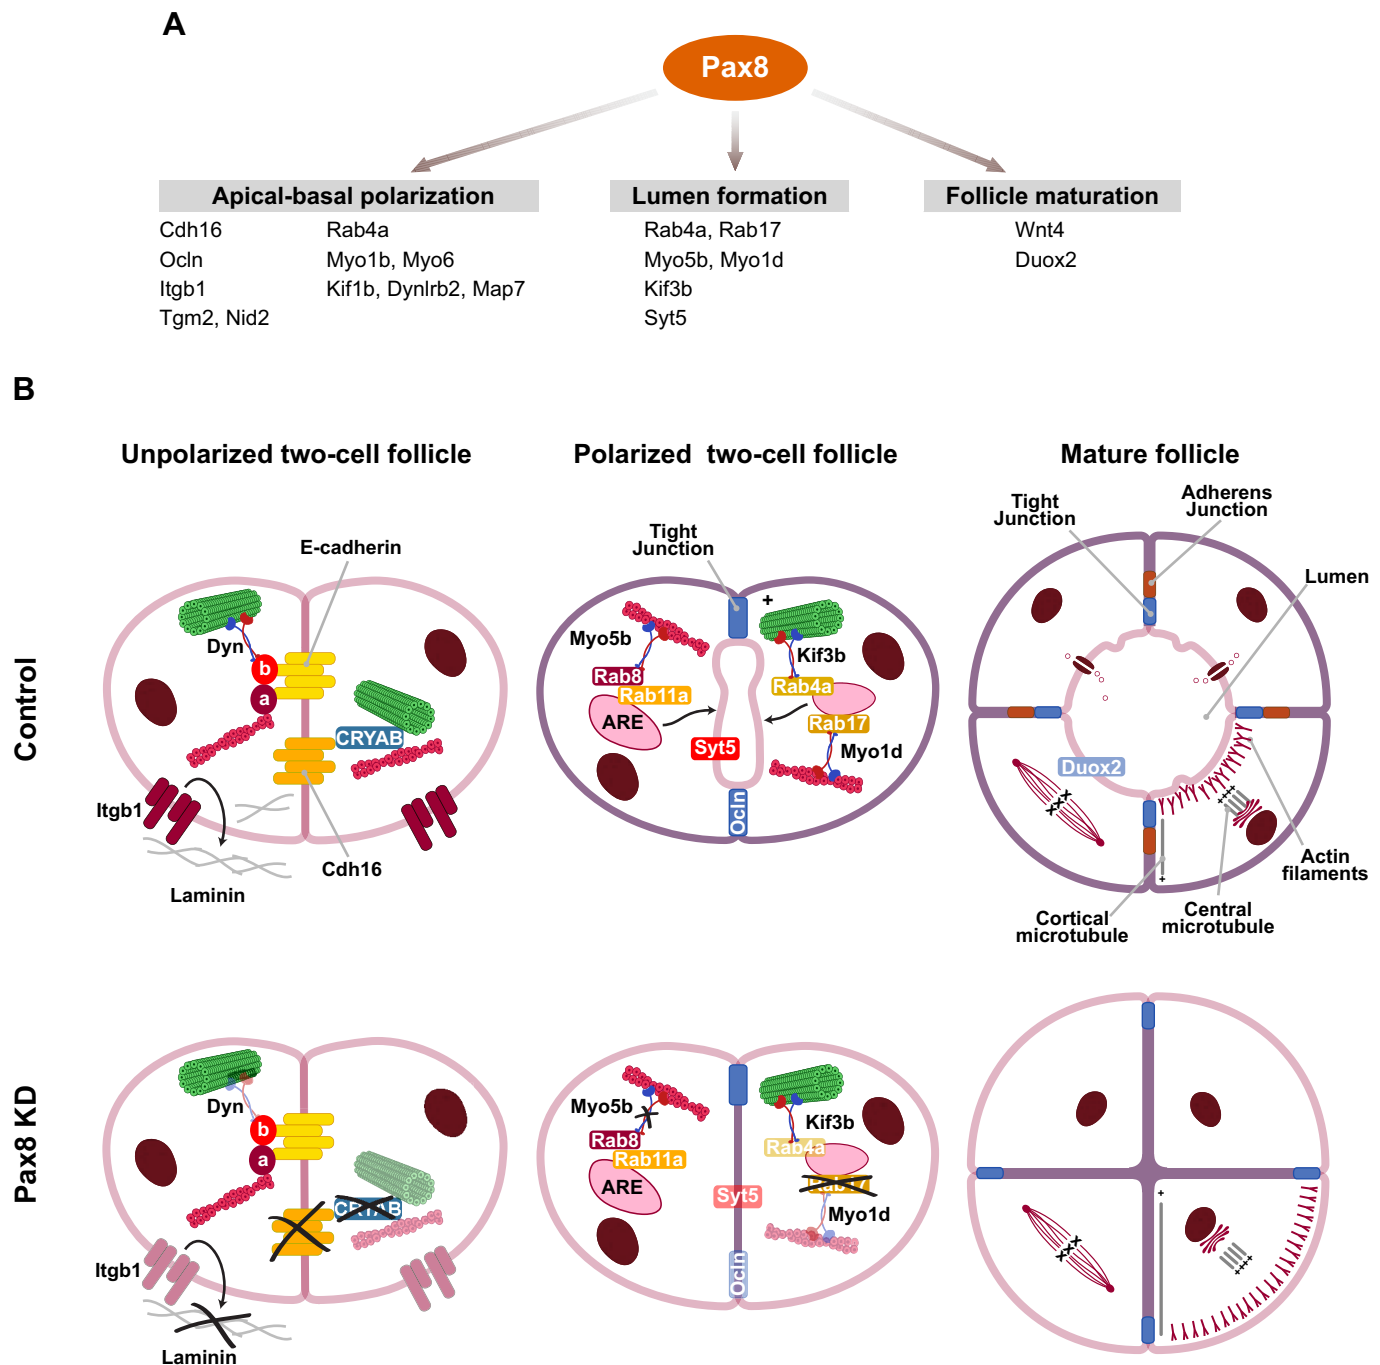 A
Pax8
Apical-basal polarization
Cdh16
Ocln
Itgb1
Tgm2, Nid2
Rab4a
Myo1b, Myo6
Kif1b, Dynlrb2, Map7
Lumen formation
Rab4a, Rab17
Myo5b, Myo1d
Kif3b
Syt5
Follicle maturation
Wnt4
Duox2
B
Unpolarized two-cell follicle
Polarized two-cell follicle
Mature follicle
Control
E-cadherin
Dyn
b
a
CRYAB
Itgb1
Cdh16
Laminin
Tight
Junction
+
Myo5b
Rab8
Rab11a
ARE
Kif3b
Rab4a
Rab17
Myo1d
Syt5
Ocln
Tight
Junction
Adherens
Junction
Lumen
Duox2
++++
+
Actin
filaments
Central
microtubule
Cortical
microtubule
Pax8 KD
Dyn
b
a
CRYAB
Itgb1
Laminin
Myo5b
Rab8
Rab11a
ARE
Kif3b
Rab4a
Rab17
Myo1d
Syt5
Ocln
+
++++